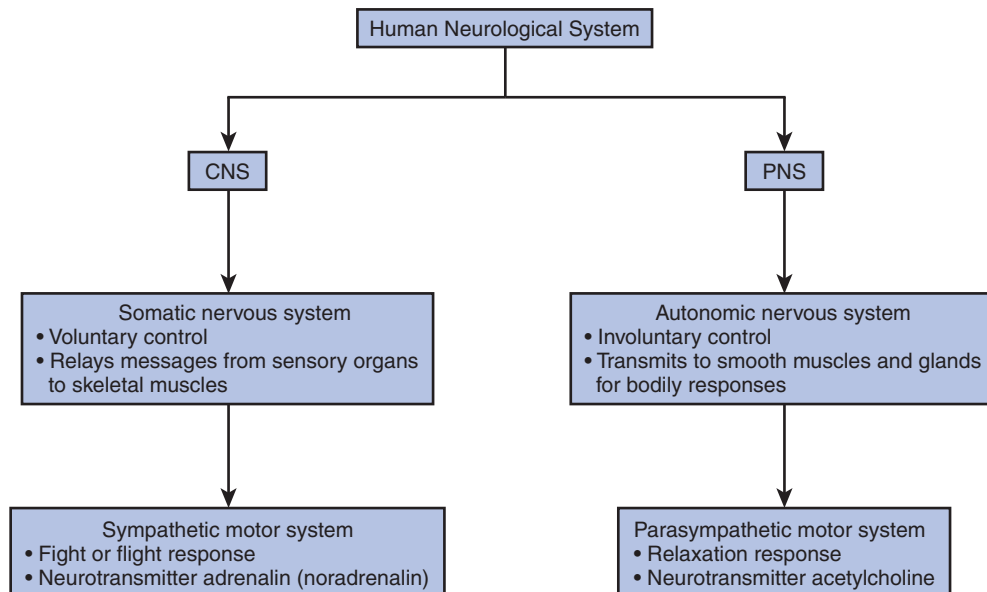 Human Neurological System
CNS
PNS
Somatic nervous system
• Voluntary control
• Relays messages from sensory organs
to skeletal muscles
Autonomic nervous system
• Involuntary control
• Transmits to smooth muscles and glands
for bodily responses
Sympathetic motor system
• Fight or flight response
• Neurotransmitter adrenalin (noradrenalin)
Parasympathetic motor system
• Relaxation response
• Neurotransmitter acetylcholine